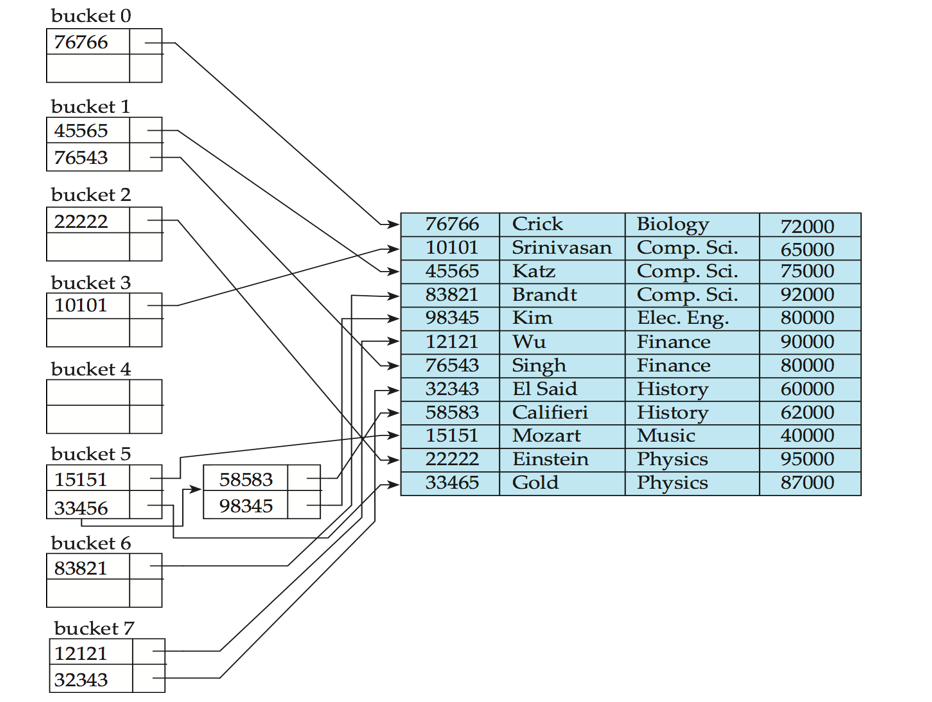 bucket 0
76766
bucket 1
45565
76543
bucket 2
22222
bucket 3
10101
bucket 4
bucket 5
15151
33456
58583
98345
bucket 6
83821
bucket 7
12121
32343
76766 Crick Biology 72000
10101 Srinivasan Comp. Sci. 65000
45565 Katz Comp. Sci. 75000
83821 Brandt Comp. Sci. 92000
98345 Kim Elec. Eng. 80000
12121 Wu Finance 90000
76543 Singh Finance 80000
32343 El Said History 60000
58583 Califieri History 62000
15151 Mozart Music 40000
22222 Einstein Physics 95000
33465 Gold Physics 87000